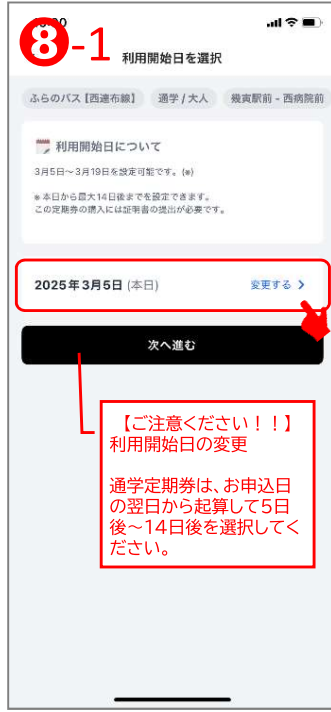 8-1
利用開始日を選択
ふらのバス【西達布線】 通学 / 大人 幾寅駅前 - 西病院前
利用開始日について
3月5日～3月19日を設定可能です。(※)
※ 本日から最大14日後までを設定できます。
この定期券の購入には証明書の提出が必要です。
2025年3月5日 (本日) 変更する
次へ進む
【ご注意ください！！】
利用開始日の変更
通学定期券は、お申込日
の翌日から起算して5日
後～14日後を選択してく
ださい。